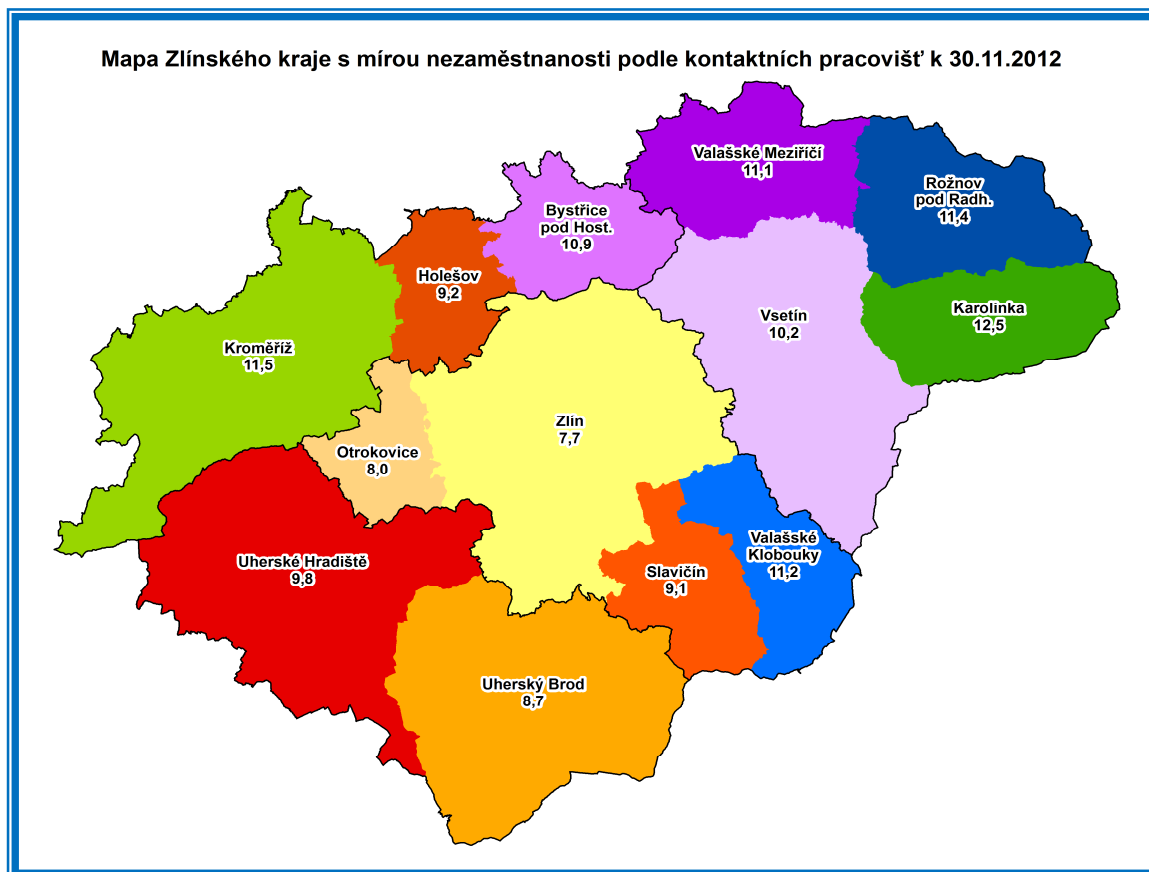 Mapa Zlínského kraje s mírou nezaměstnanosti podle kontaktních pracovišť k 30.11.2012
Valašské Meziříčí
11,1
Rožnov
pod Radh.
11,4
Bystřice
pod Host.
10,9
Holešov
9,2
Karolinka
12,5
Vsetín
10,2
Kroměříž
11,5
Zlín
7,7
Otrokovice
8,0
Valašské
Klobouky
11,2
Uherské Hradiště
9,8
Slavičín
9,1
Uherský Brod
8,7